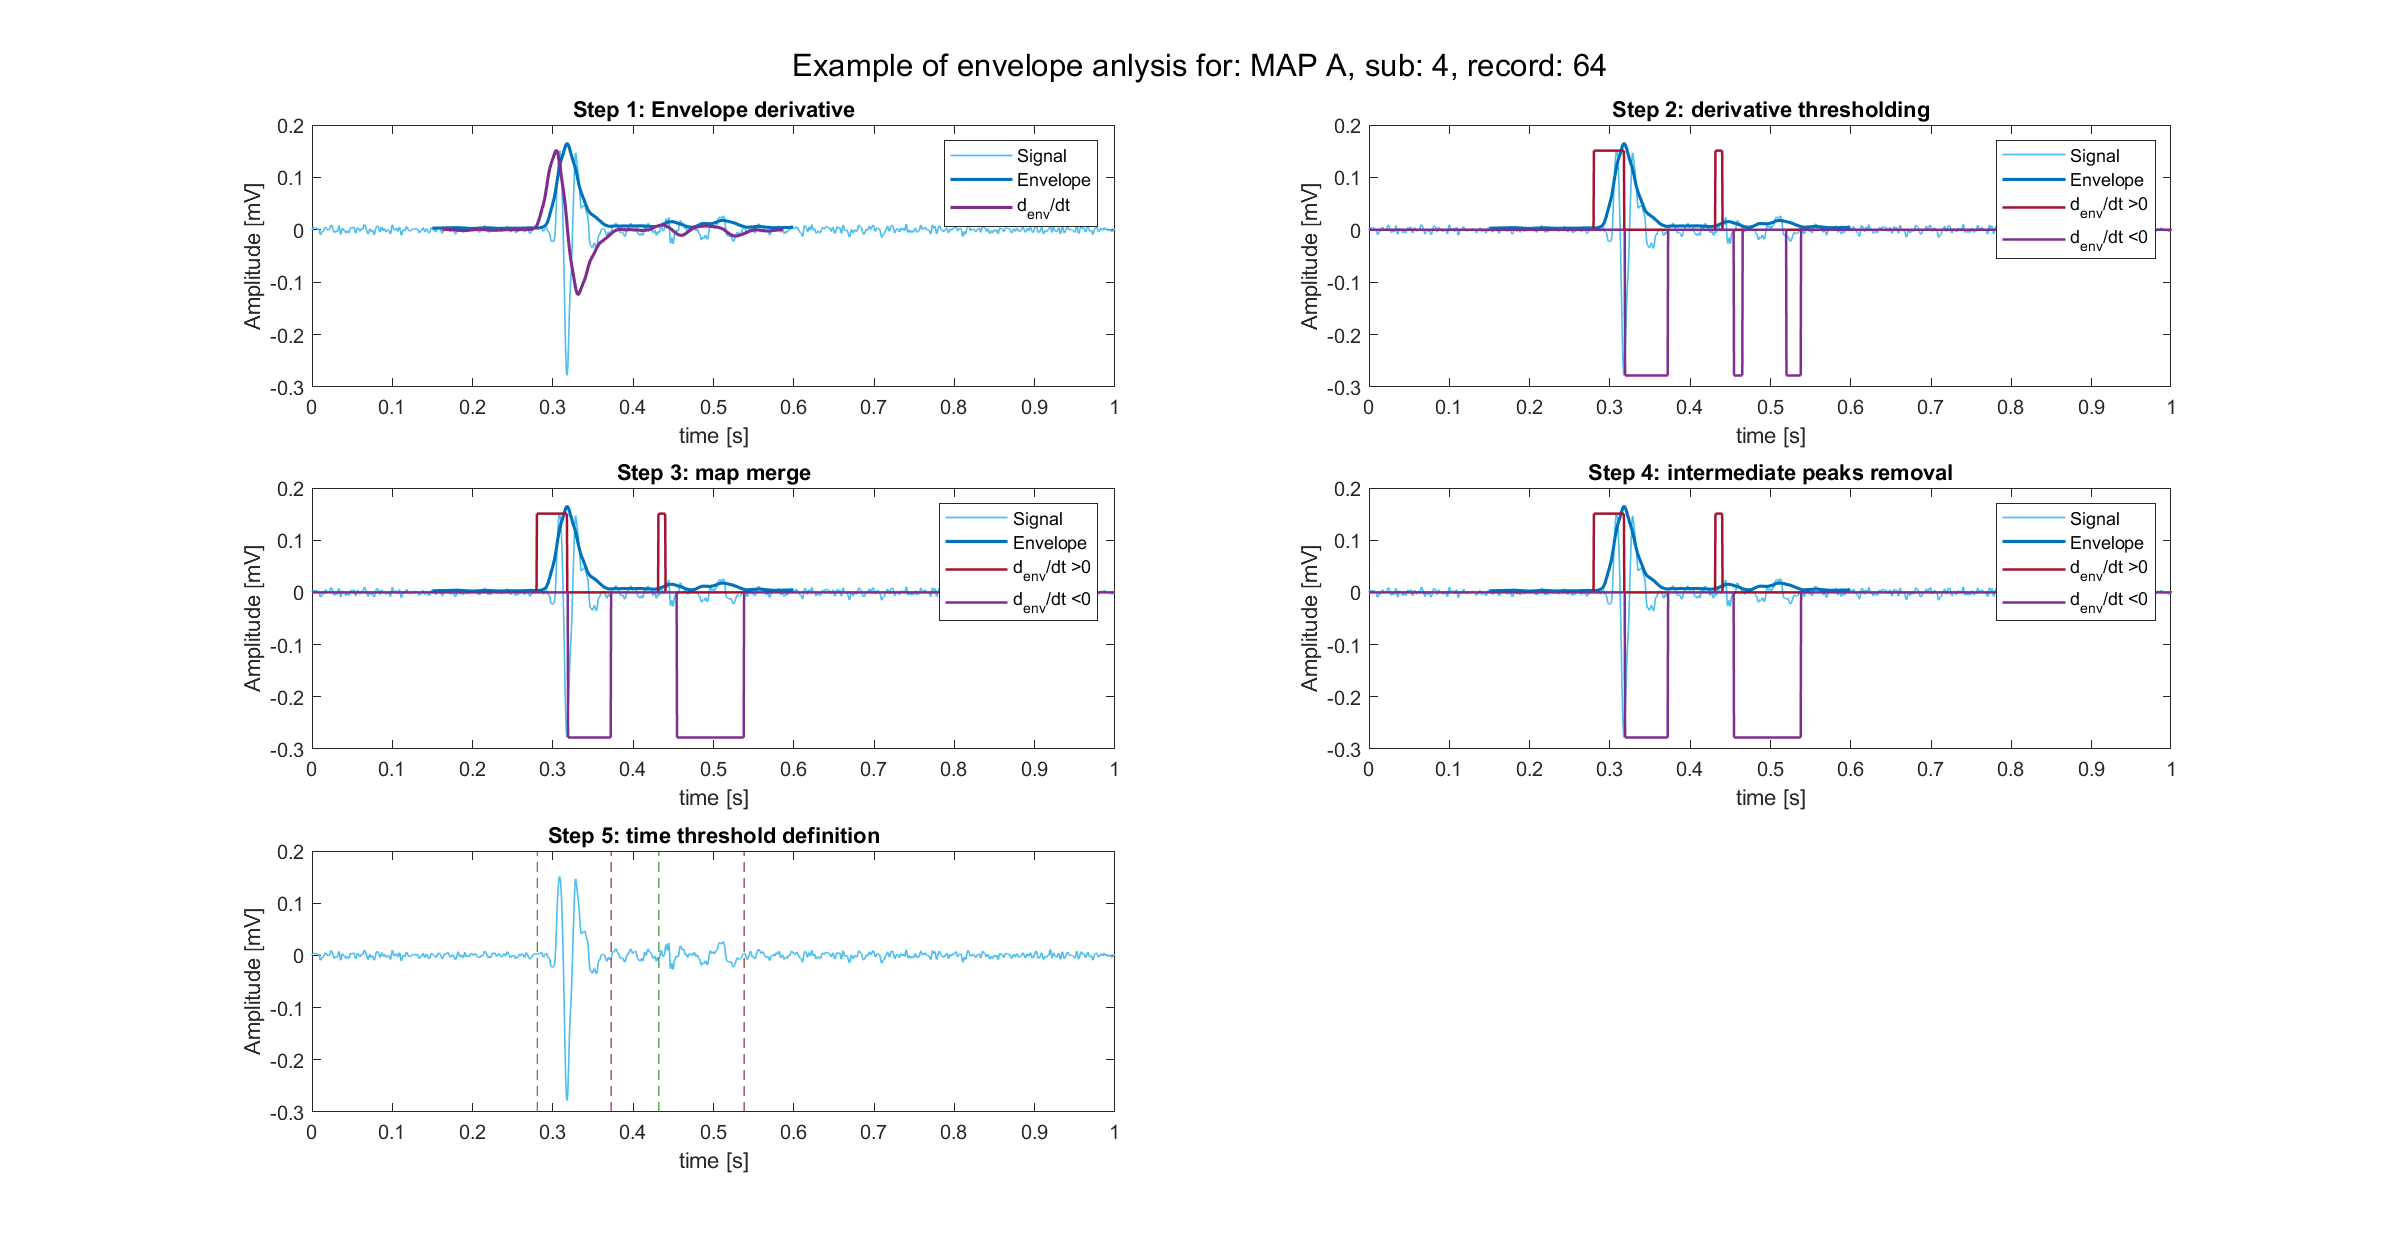 Example of envelope anlysis for: MAP A, sub: 4, record: 64
Step 1: Envelope derivative
0.2
0.1
0
-0.1
-0.2
-0.3
Amplitude [mV]
Signal
Envelope
d_env/dt
0 0.1 0.2 0.3 0.4 0.5 0.6 0.7 0.8 0.9 1
time [s]
Step 2: derivative thresholding
0.2
0.1
0
-0.1
-0.2
-0.3
Amplitude [mV]
Signal
Envelope
d_env/dt >0
d_env/dt <0
0 0.1 0.2 0.3 0.4 0.5 0.6 0.7 0.8 0.9 1
time [s]
Step 3: map merge
0.2
0.1
0
-0.1
-0.2
-0.3
Amplitude [mV]
Signal
Envelope
d_env/dt >0
d_env/dt <0
0 0.1 0.2 0.3 0.4 0.5 0.6 0.7 0.8 0.9 1
time [s]
Step 4: intermediate peaks removal
0.2
0.1
0
-0.1
-0.2
-0.3
Amplitude [mV]
Signal
Envelope
d_env/dt >0
d_env/dt <0
0 0.1 0.2 0.3 0.4 0.5 0.6 0.7 0.8 0.9 1
time [s]
Step 5: time threshold definition
0.2
0.1
0
-0.1
-0.2
-0.3
Amplitude [mV]
0 0.1 0.2 0.3 0.4 0.5 0.6 0.7 0.8 0.9 1
time [s]